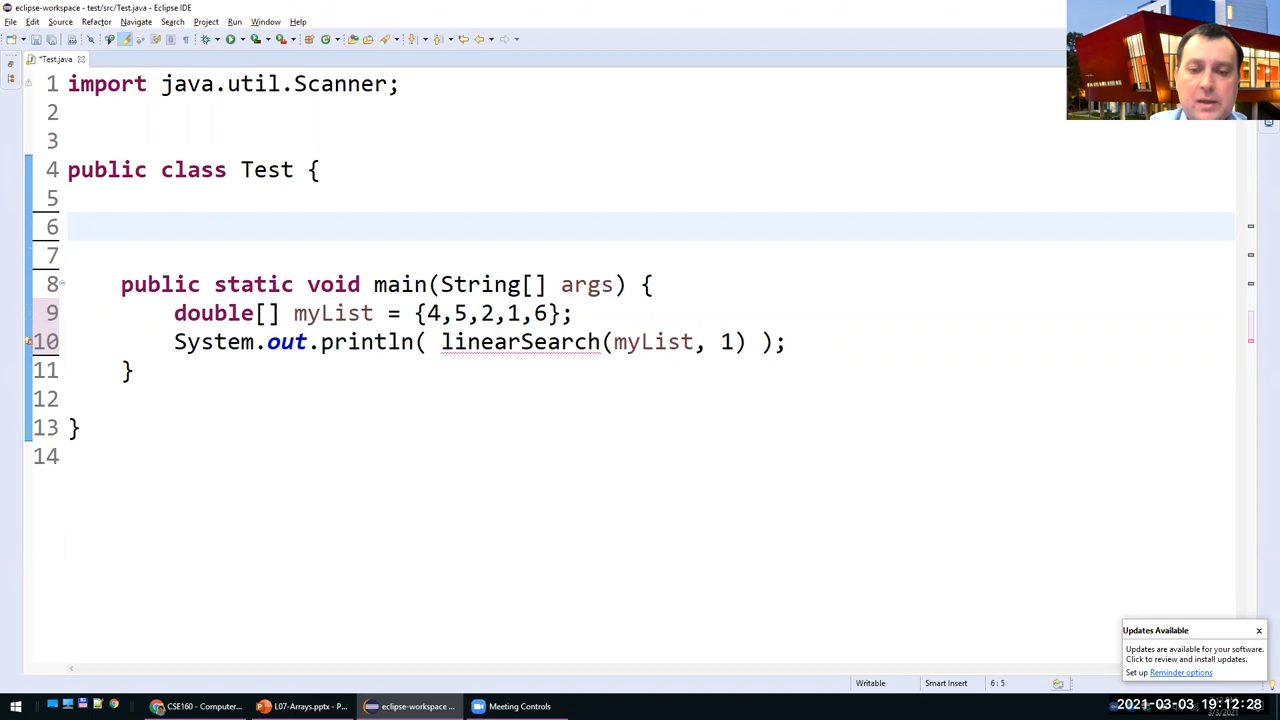 eclipse-workspace - test/src/Test.java - Eclipse IDE
File Edit Source Refactor Navigate Search Project Run Window Help
*Test.java
1 import java.util.Scanner;
2
3
4 public class Test {
5
6
7
8 public static void main(String[] args) {
9 double[] myList = {4,5,2,1,6};
10 System.out.println( linearSearch(myList, 1) );
11 }
12
13 }
14
Updates Available
Updates are available for your software.
Click to review and install updates.
Set up Reminder options
Writable Smart Insert 6 : 5
CSE160 - Computer... L07-Arrays.pptx - P... eclipse-workspace ... Meeting Controls
2021-03-03 19:12:28
3/3/2021